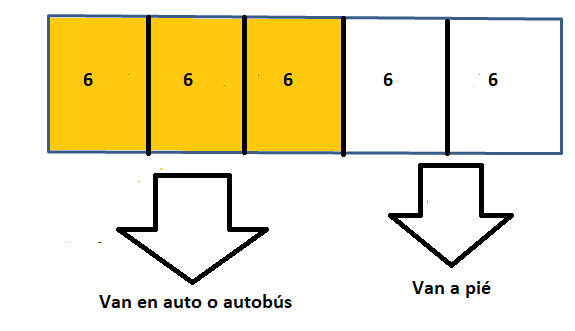 6 6 6 6 6
Van en auto o autobús
Van a pié